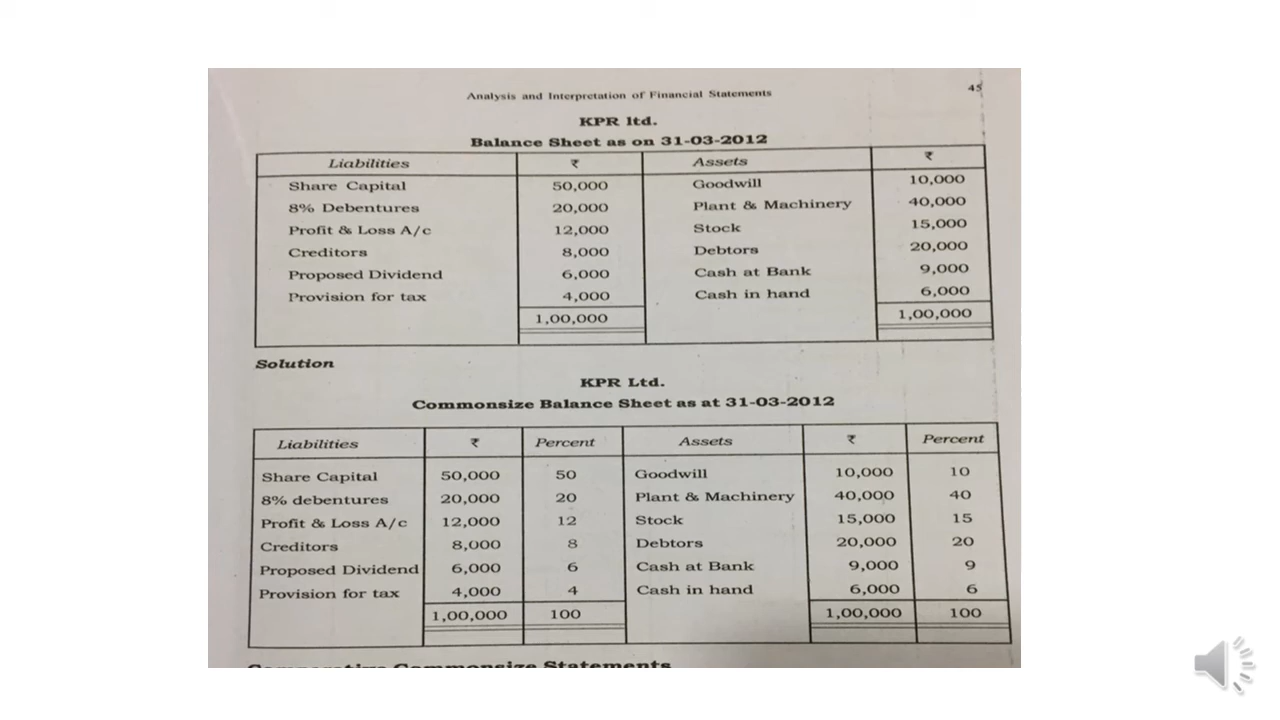 Analysis and Interpretation of Financial Statements 45
KPR ltd.
Balance Sheet as on 31-03-2012
Liabilities ₹ Assets ₹
Share Capital 50,000 Goodwill 10,000
8% Debentures 20,000 Plant & Machinery 40,000
Profit & Loss A/c 12,000 Stock 15,000
Creditors 8,000 Debtors 20,000
Proposed Dividend 6,000 Cash at Bank 9,000
Provision for tax 4,000 Cash in hand 6,000
1,00,000 1,00,000
Solution
KPR Ltd.
Commonsize Balance Sheet as at 31-03-2012
Liabilities ₹ Percent Assets ₹ Percent
Share Capital 50,000 50 Goodwill 10,000 10
8% debentures 20,000 20 Plant & Machinery 40,000 40
Profit & Loss A/c 12,000 12 Stock 15,000 15
Creditors 8,000 8 Debtors 20,000 20
Proposed Dividend 6,000 6 Cash at Bank 9,000 9
Provision for tax 4,000 4 Cash in hand 6,000 6
1,00,000 100 1,00,000 100
Comparative Commonsize Statements